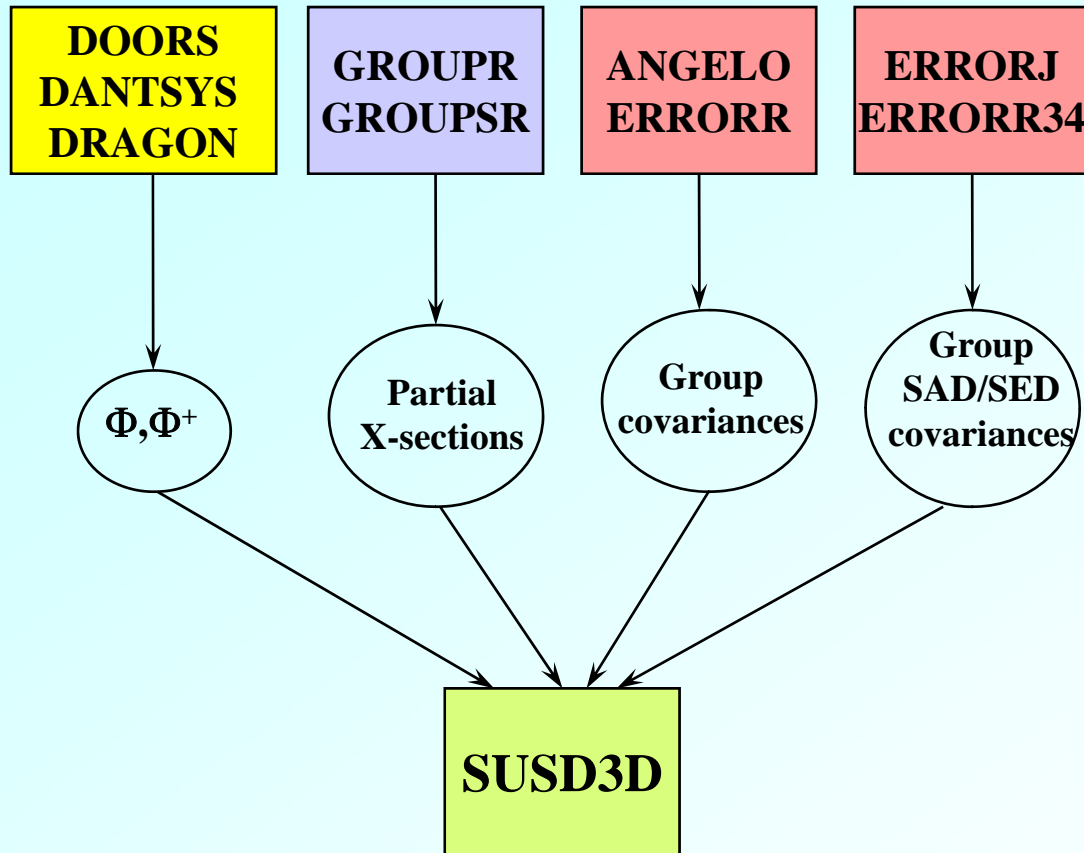 DOORS
DANTSYS
DRAGON
GROUPR
GROUPSR
ANGELO
ERRORR
ERRORJ
ERRORR34
Φ,Φ⁺
Partial
X-sections
Group
covariances
Group
SAD/SED
covariances
SUSD3D